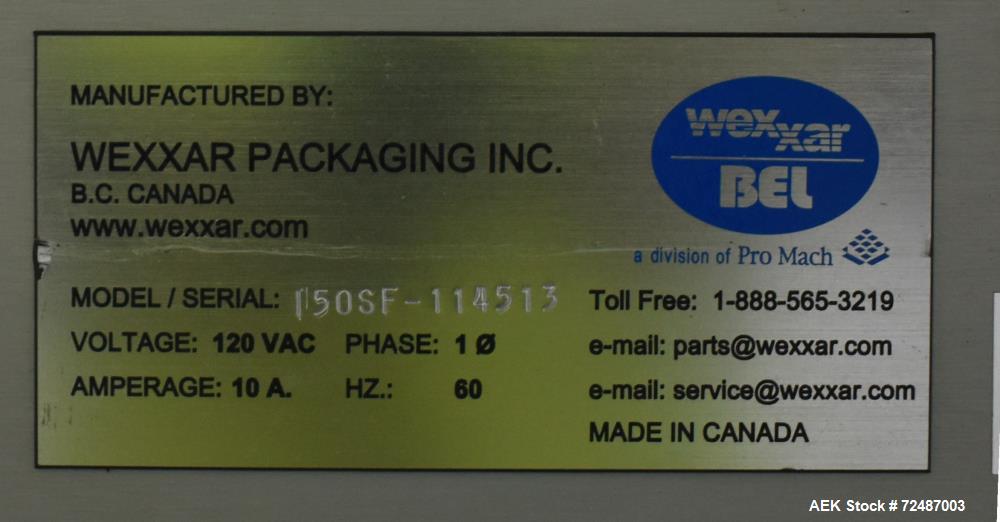 MANUFACTURED BY:
WEXXAR PACKAGING INC.
B.C. CANADA
www.wexxar.com
wexxar
BEL
a division of Pro Mach
MODEL / SERIAL: 150SF-114513
VOLTAGE: 120 VAC PHASE: 1 Ø
AMPERAGE: 10 A. HZ.: 60
Toll Free: 1-888-565-3219
e-mail: parts@wexxar.com
e-mail: service@wexxar.com
MADE IN CANADA
AEK Stock # 72487003